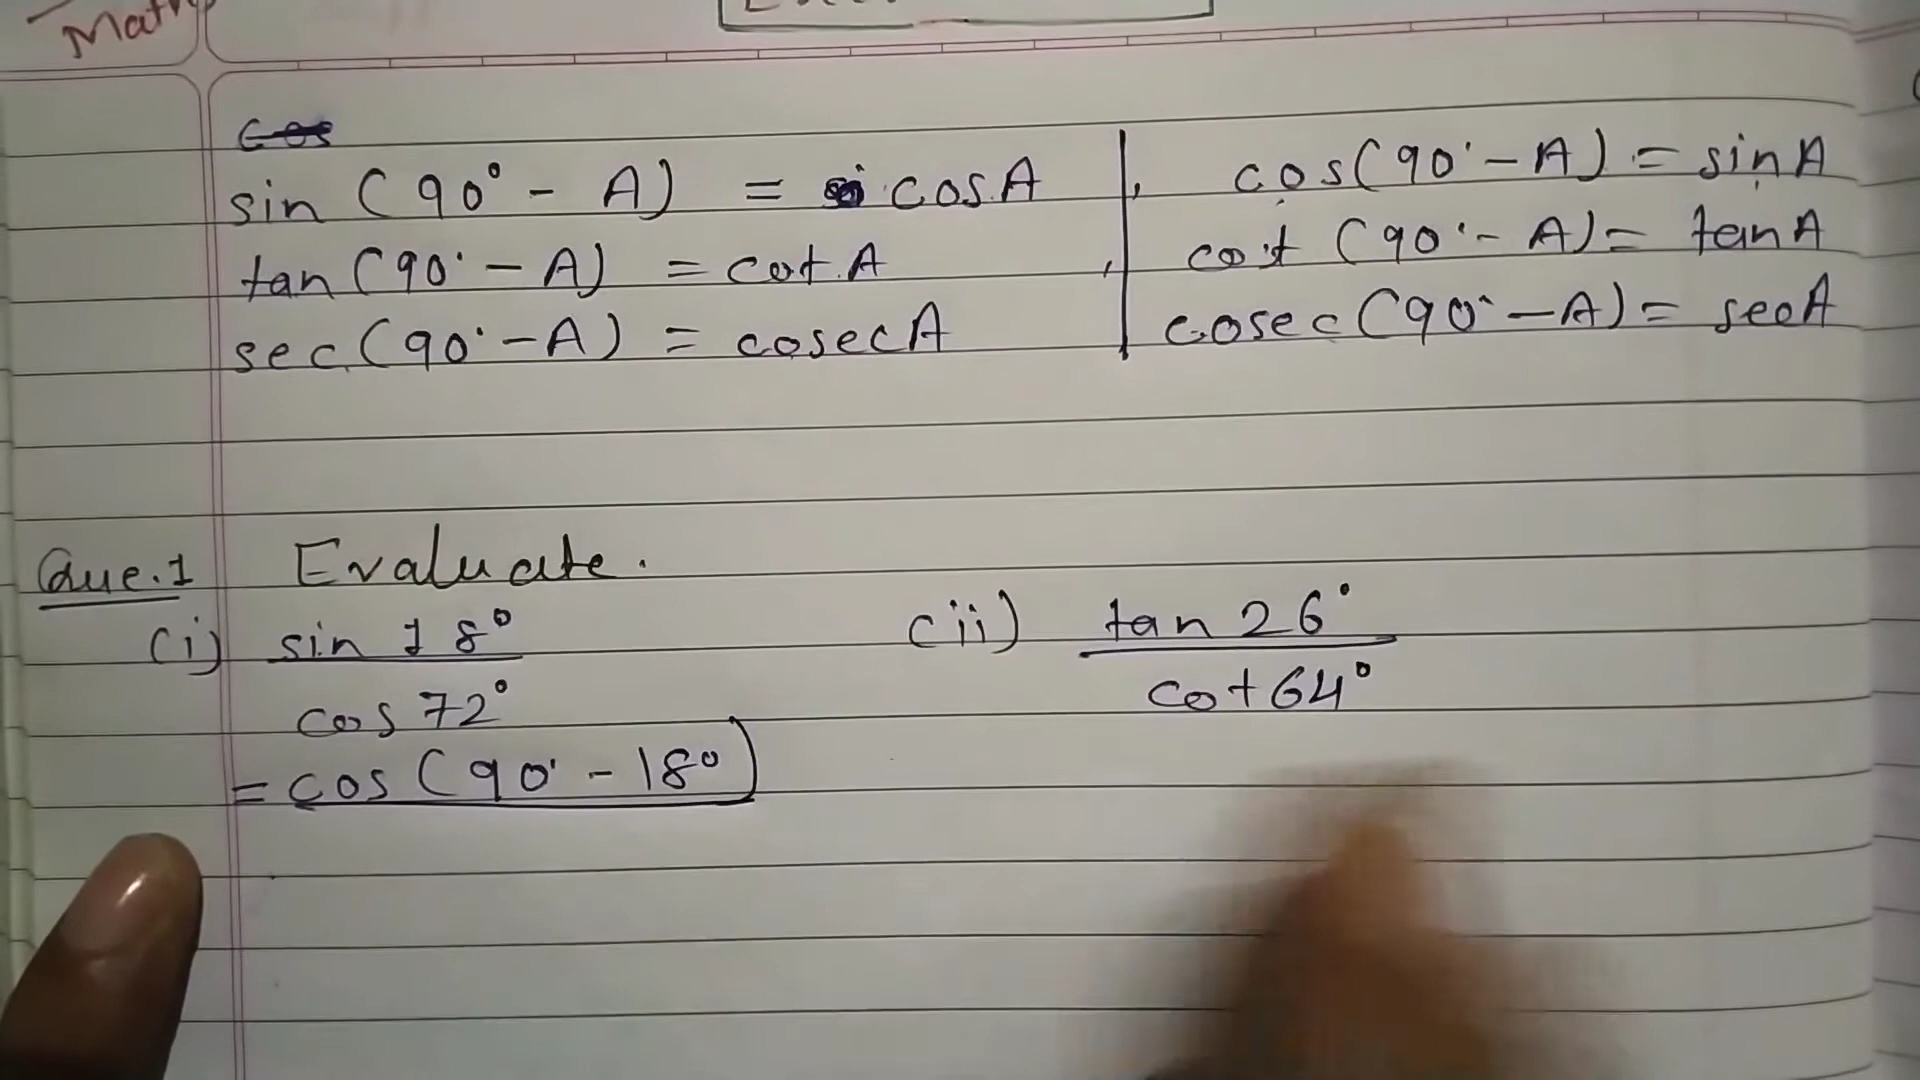 Math
sin (90° - A) = cos A , cos (90° - A) = sin A
tan (90° - A) = cot A , cot (90° - A) = tan A
sec (90° - A) = cosec A cosec (90° - A) = sec A
Que.1 Evaluate.
(i) sin 18° (ii) tan 26°
cos 72° cot 64°
= cos (90° - 18°)